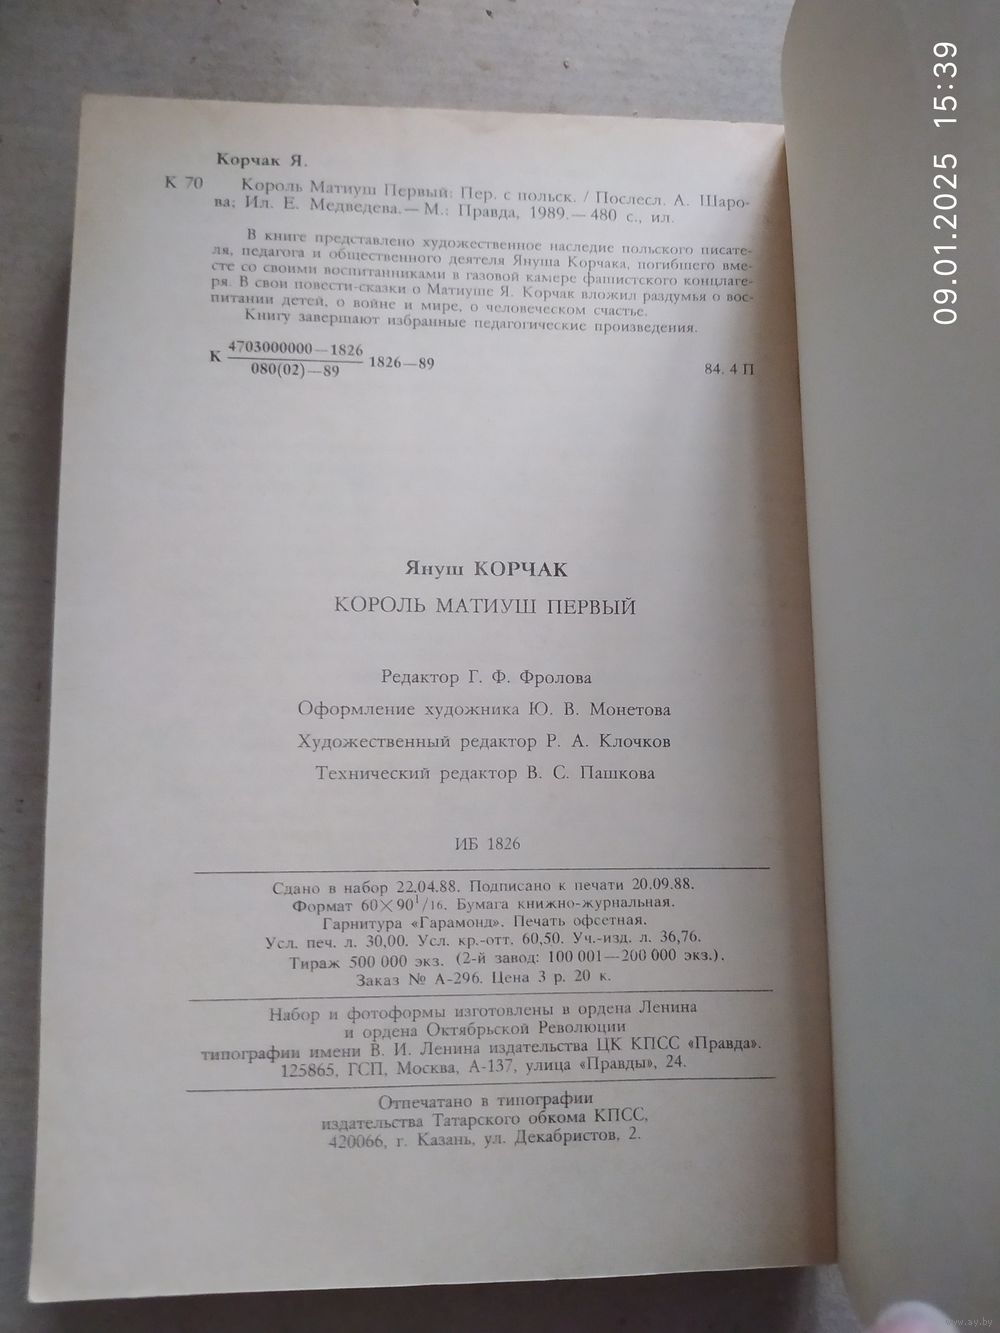 Корчак Я.
К 70 Король Матиуш Первый: Пер. с польск. / Послесл. А. Шаро-
ва; Ил. Е. Медведева.— М.: Правда, 1989.— 480 с., ил.
В книге представлено художественное наследие польского писате-
ля, педагога и общественного деятеля Януша Корчака, погибшего вме-
сте со своими воспитанниками в газовой камере фашистского концлаге-
ря. В свои повести-сказки о Матиуше Я. Корчак вложил раздумья о вос-
питании детей, о войне и мире, о человеческом счастье.
Книгу завершают избранные педагогические произведения.
К 4703000000—1826
080(02)—89 1826—89
84. 4 П
Януш КОРЧАК
КОРОЛЬ МАТИУШ ПЕРВЫЙ
Редактор Г. Ф. Фролова
Оформление художника Ю. В. Монетова
Художественный редактор Р. А. Клочков
Технический редактор В. С. Пашкова
ИБ 1826
Сдано в набор 22.04.88. Подписано к печати 20.09.88.
Формат 60×90¹/16. Бумага книжно-журнальная.
Гарнитура «Гарамонд». Печать офсетная.
Усл. печ. л. 30,00. Усл. кр.-отт. 60,50. Уч.-изд. л. 36,76.
Тираж 500 000 экз. (2-й завод: 100 001—200 000 экз.).
Заказ № А-296. Цена 3 р. 20 к.
Набор и фотоформы изготовлены в ордена Ленина
и ордена Октябрьской Революции
типографии имени В. И. Ленина издательства ЦК КПСС «Правда».
125865, ГСП, Москва, А-137, улица «Правды», 24.
Отпечатано в типографии
издательства Татарского обкома КПСС,
420066, г. Казань, ул. Декабристов, 2.
09.01.2025 15:39
www.ay.by